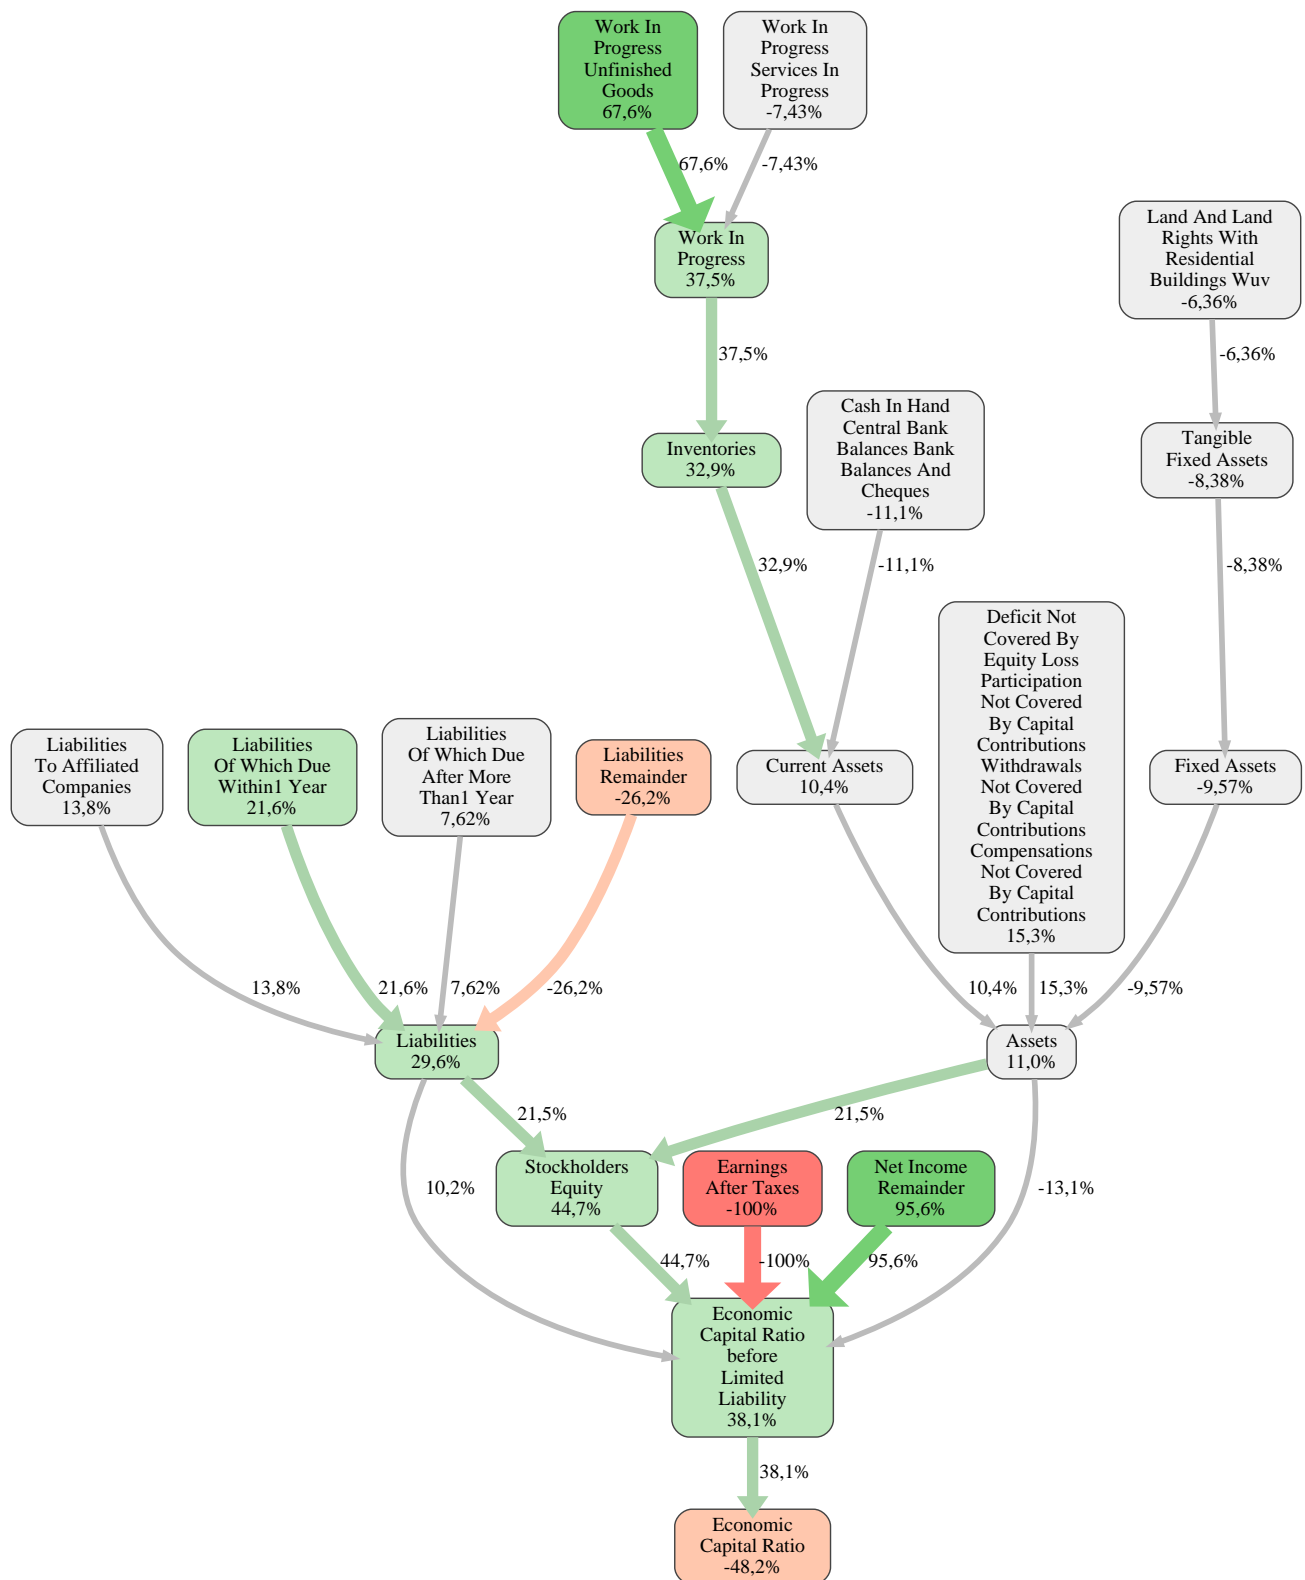 Work In
Progress
Unfinished
Goods
67,6%
Work In
Progress
Services In
Progress
-7,43%
67,6%
-7,43%
Land And Land
Rights With
Residential
Buildings Wuv
-6,36%
Work In
Progress
37,5%
37,5%
-6,36%
Cash In Hand
Central Bank
Balances Bank
Balances And
Cheques
-11,1%
Inventories
32,9%
Tangible
Fixed Assets
-8,38%
32,9%
-11,1%
-8,38%
Deficit Not
Covered By
Equity Loss
Participation
Not Covered
By Capital
Contributions
Withdrawals
Not Covered
By Capital
Contributions
Compensations
Not Covered
By Capital
Contributions
15,3%
Liabilities
To Affiliated
Companies
13,8%
Liabilities
Of Which Due
Within1 Year
21,6%
Liabilities
Of Which Due
After More
Than1 Year
7,62%
Liabilities
Remainder
-26,2%
Current Assets
10,4%
Fixed Assets
-9,57%
13,8%
21,6%
7,62%
-26,2%
10,4%
15,3%
-9,57%
Liabilities
29,6%
Assets
11,0%
21,5%
21,5%
Stockholders
Equity
44,7%
Earnings
After Taxes
-100%
Net Income
Remainder
95,6%
10,2%
-13,1%
44,7%
-100%
95,6%
Economic
Capital Ratio
before
Limited
Liability
38,1%
38,1%
Economic
Capital Ratio
-48,2%